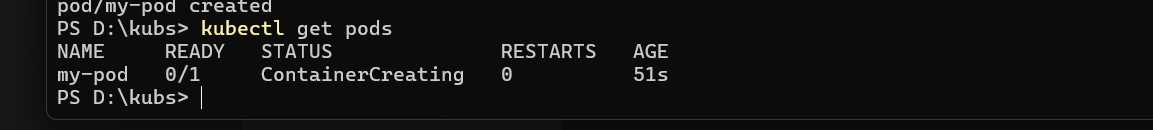 pod/my-pod created
PS D:\kubs> kubectl get pods
NAME     READY   STATUS              RESTARTS   AGE
my-pod   0/1     ContainerCreating   0          51s
PS D:\kubs>